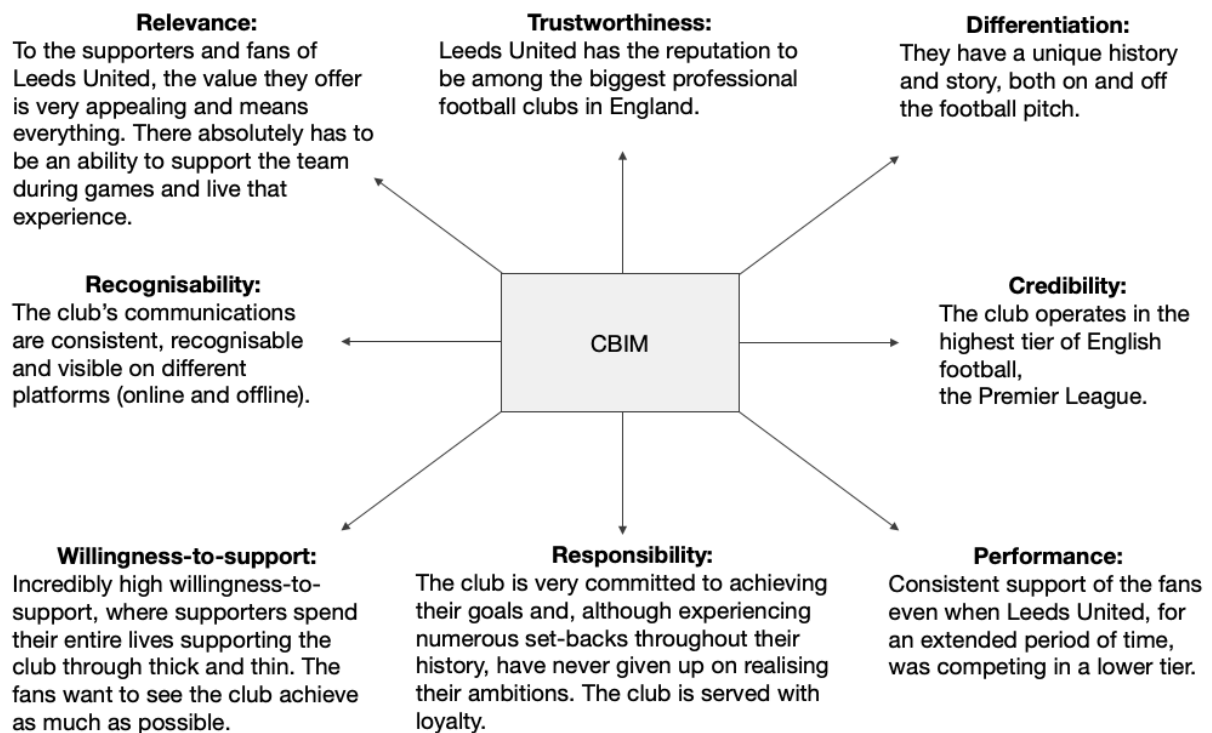 Relevance:
To the supporters and fans of
Leeds United, the value they offer
is very appealing and means
everything. There absolutely has to
be an ability to support the team
during games and live that
experience.
Trustworthiness:
Leeds United has the reputation to
be among the biggest professional
football clubs in England.
Differentiation:
They have a unique history
and story, both on and off
the football pitch.
Recognisability:
The club’s communications
are consistent, recognisable
and visible on different
platforms (online and offline).
CBIM
Credibility:
The club operates in the
highest tier of English
football,
the Premier League.
Willingness-to-support:
Incredibly high willingness-to-
support, where supporters spend
their entire lives supporting the
club through thick and thin. The
fans want to see the club achieve
as much as possible.
Responsibility:
The club is very committed to achieving
their goals and, although experiencing
numerous set-backs throughout their
history, have never given up on realising
their ambitions. The club is served with
loyalty.
Performance:
Consistent support of the fans
even when Leeds United, for
an extended period of time,
was competing in a lower tier.